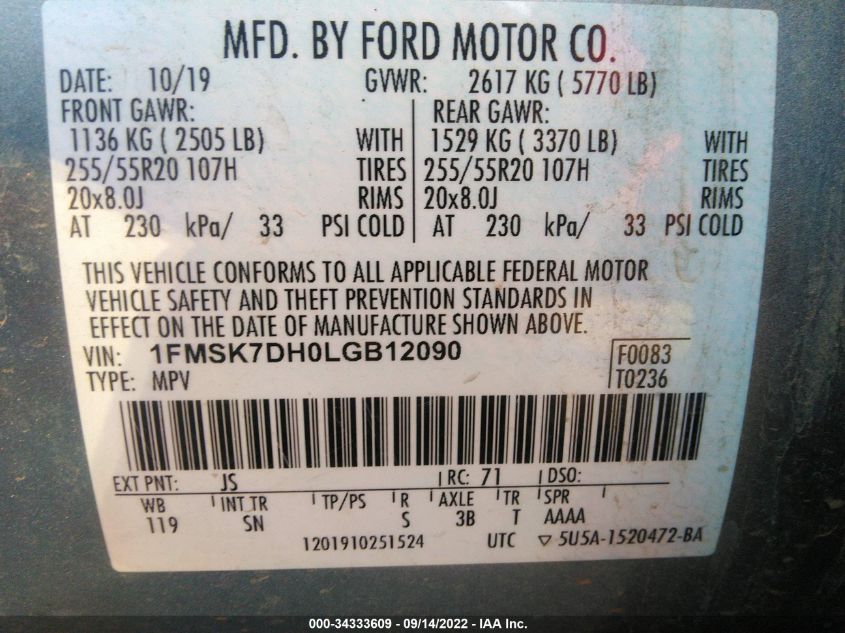 MFD. BY FORD MOTOR CO.
DATE: 10/19 GVWR: 2617 KG ( 5770 LB)
FRONT GAWR: REAR GAWR:
1136 KG ( 2505 LB) WITH 1529 KG ( 3370 LB) WITH
255/55R20 107H TIRES 255/55R20 107H TIRES
20x8.0J RIMS 20x8.0J RIMS
AT 230 kPa/ 33 PSI COLD AT 230 kPa/ 33 PSI COLD
THIS VEHICLE CONFORMS TO ALL APPLICABLE FEDERAL MOTOR
VEHICLE SAFETY AND THEFT PREVENTION STANDARDS IN
EFFECT ON THE DATE OF MANUFACTURE SHOWN ABOVE.
VIN: 1FMSK7DH0LGB12090 F0083
TYPE: MPV T0236
EXT PNT: JS RC: 71 DSO:
WB INT TR TP/PS R AXLE TR SPR
119 SN S 3B T AAAA
1201910251524 UTC ▽ 5U5A-1520472-BA
000-34333609 - 09/14/2022 - IAA Inc.